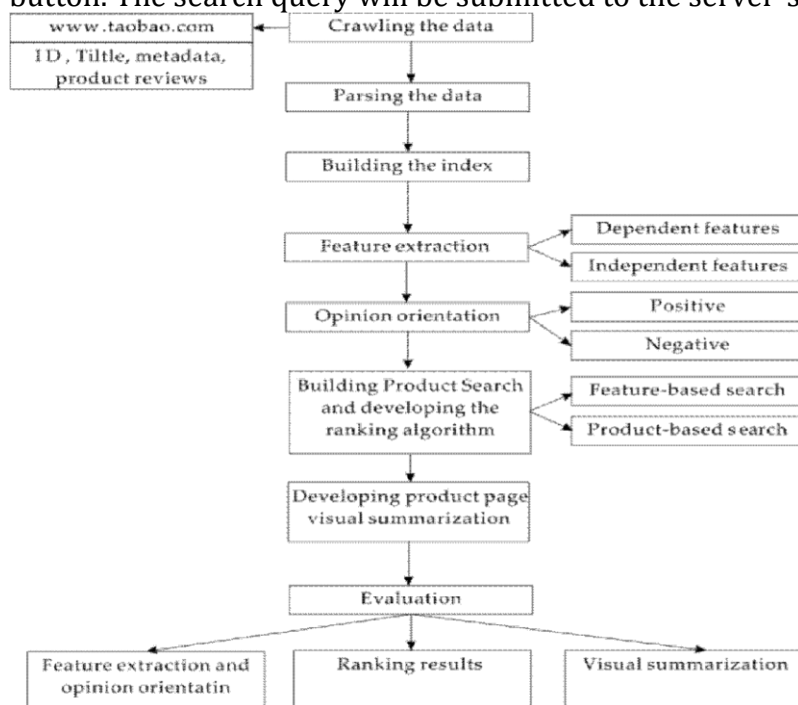 button. The search query will be submitted to the server s
www.taobao.com
Crawling the data
ID , Tiltle, metadata,
product reviews
Parsing the data
Building the index
Feature extraction
Dependent features
Independent features
Opinion orientation
Positive
Negative
Building Product Search
and developing the
ranking algorithm
Feature-based search
Product-based search
Developing product page
visual summarization
Evaluation
Feature extraction and
opinion orientatin
Ranking results
Visual summarization